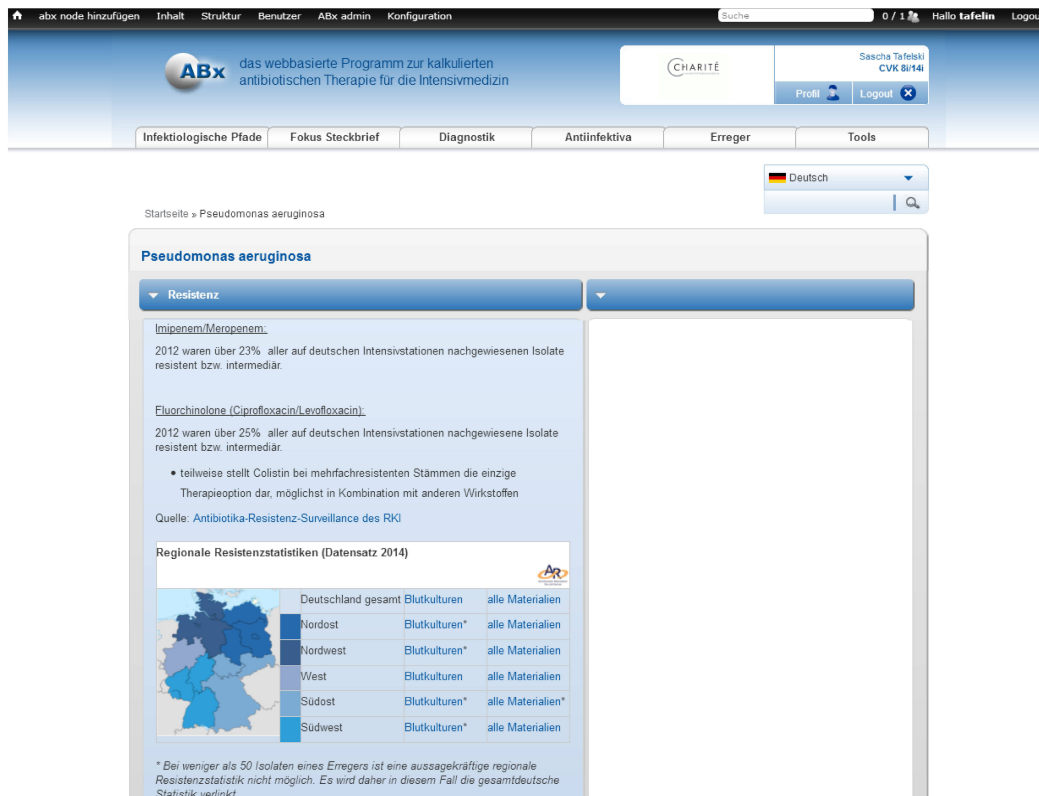 abx node hinzufügen Inhalt Struktur Benutzer ABx admin Konfiguration Suche 0 / 1 Hallo tafelin Logou
ABx
das webbasierte Programm zur kalkulierten
antibiotischen Therapie für die Intensivmedizin
CHARITÉ
Sascha Tafelski
CVK 8i/14i
Profil Logout
Infektiologische Pfade Fokus Steckbrief Diagnostik Antiinfektiva Erreger Tools
Deutsch
Startseite » Pseudomonas aeruginosa
Pseudomonas aeruginosa
Resistenz
Imipenem/Meropenem:
2012 waren über 23% aller auf deutschen Intensivstationen nachgewiesenen Isolate
resistent bzw. intermediär.
Fluorchinolone (Ciprofloxacin/Levofloxacin):
2012 waren über 25% aller auf deutschen Intensivstationen nachgewiesene Isolate
resistent bzw. intermediär.
• teilweise stellt Colistin bei mehrfachresistenten Stämmen die einzige
Therapieoption dar, möglichst in Kombination mit anderen Wirkstoffen
Quelle: Antibiotika-Resistenz-Surveillance des RKI
Regionale Resistenzstatistiken (Datensatz 2014)
Deutschland gesamt Blutkulturen alle Materialien
Nordost Blutkulturen* alle Materialien
Nordwest Blutkulturen* alle Materialien
West Blutkulturen alle Materialien
Südost Blutkulturen* alle Materialien*
Südwest Blutkulturen* alle Materialien
* Bei weniger als 50 Isolaten eines Erregers ist eine aussagekräftige regionale
Resistenzstatistik nicht möglich. Es wird daher in diesem Fall die gesamtdeutsche
Statistik verlinkt